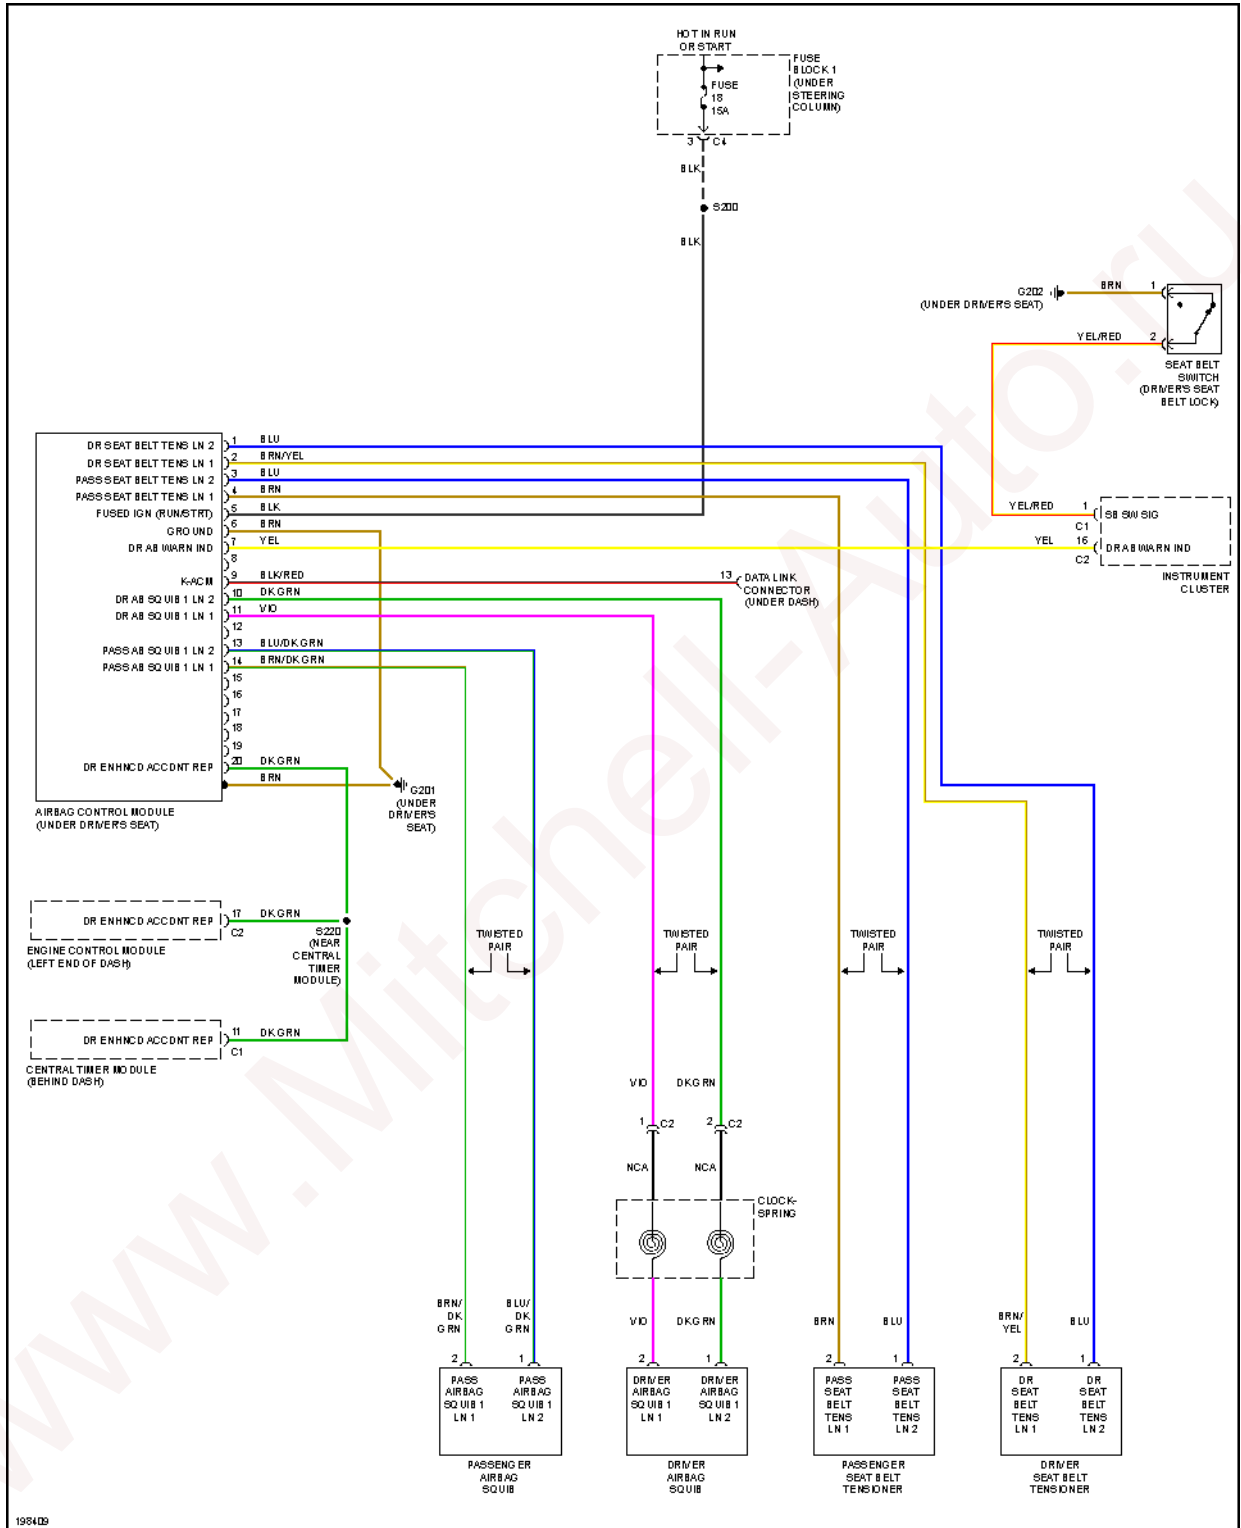 HOT IN RUN
OR START
FUSE
BLOCK 1
(UNDER
STEERING
COLUMN)
FUSE
18
15A
3 C4
BLK
S200
BLK
G202
(UNDER DRIVER'S SEAT)
BRN 1
YEL/RED 2
SEAT BELT
SWITCH
(DRIVER'S SEAT
BELT LOCK)
DR SEAT BELT TENS LN 2 1 BLU
DR SEAT BELT TENS LN 1 2 BRN/YEL
PASS SEAT BELT TENS LN 2 3 BLU
PASS SEAT BELT TENS LN 1 4 BRN
FUSED IGN (RUN/STRT) 5 BLK
GROUND 6 BRN
DR AB WARN IND 7 YEL
8
K-ACM 9 BLK/RED
DR AB SQUIB 1 LN 2 10 DK GRN
DR AB SQUIB 1 LN 1 11 VIO
12
PASS AB SQUIB 1 LN 2 13 BLU/DK GRN
PASS AB SQUIB 1 LN 1 14 BRN/DK GRN
15
16
17
18
19
DR ENHNCD ACCDNT REP 20 DK GRN
BRN
AIRBAG CONTROL MODULE
(UNDER DRIVER'S SEAT)
YEL/RED 1 SB SW SIG
C1
YEL 16 DR AB WARN IND
C2
INSTRUMENT
CLUSTER
13 DATA LINK
CONNECTOR
(UNDER DASH)
G201
(UNDER
DRIVER'S
SEAT)
DR ENHNCD ACCDNT REP 17 DK GRN
C2
ENGINE CONTROL MODULE
(LEFT END OF DASH)
S220
(NEAR
CENTRAL
TIMER
MODULE)
DR ENHNCD ACCDNT REP 11 DK GRN
C1
CENTRAL TIMER MODULE
(BEHIND DASH)
TWISTED
PAIR
TWISTED
PAIR
TWISTED
PAIR
TWISTED
PAIR
VIO DK GRN
1 C2 2 C2
NCA NCA
CLOCK-
SPRING
BRN/
DK
GRN
BLU/
DK
GRN
VIO DK GRN
BRN BLU
BRN/
YEL
BLU
2 1 2 1 2 1 2 1
PASS
AIRBAG
SQUIB 1
LN 1
PASS
AIRBAG
SQUIB 1
LN 2
DRIVER
AIRBAG
SQUIB 1
LN 1
DRIVER
AIRBAG
SQUIB 1
LN 2
PASS
SEAT
BELT
TENS
LN 1
PASS
SEAT
BELT
TENS
LN 2
DR
SEAT
BELT
TENS
LN 1
DR
SEAT
BELT
TENS
LN 2
PASSENGER
AIRBAG
SQUIB
DRIVER
AIRBAG
SQUIB
PASSENGER
SEAT BELT
TENSIONER
DRIVER
SEAT BELT
TENSIONER
198409
www.Mitchell-Auto.ru